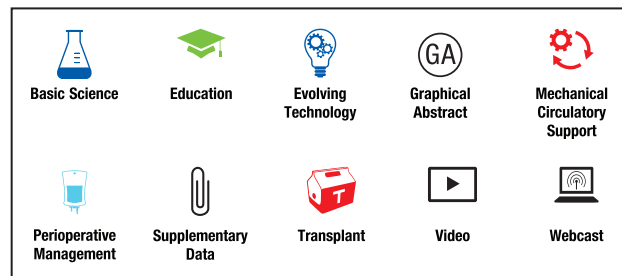 GA
Basic Science
Education
Evolving
Technology
Graphical
Abstract
Mechanical
Circulatory
Support
T
Perioperative
Management
Supplementary
Data
Transplant
Video
Webcast